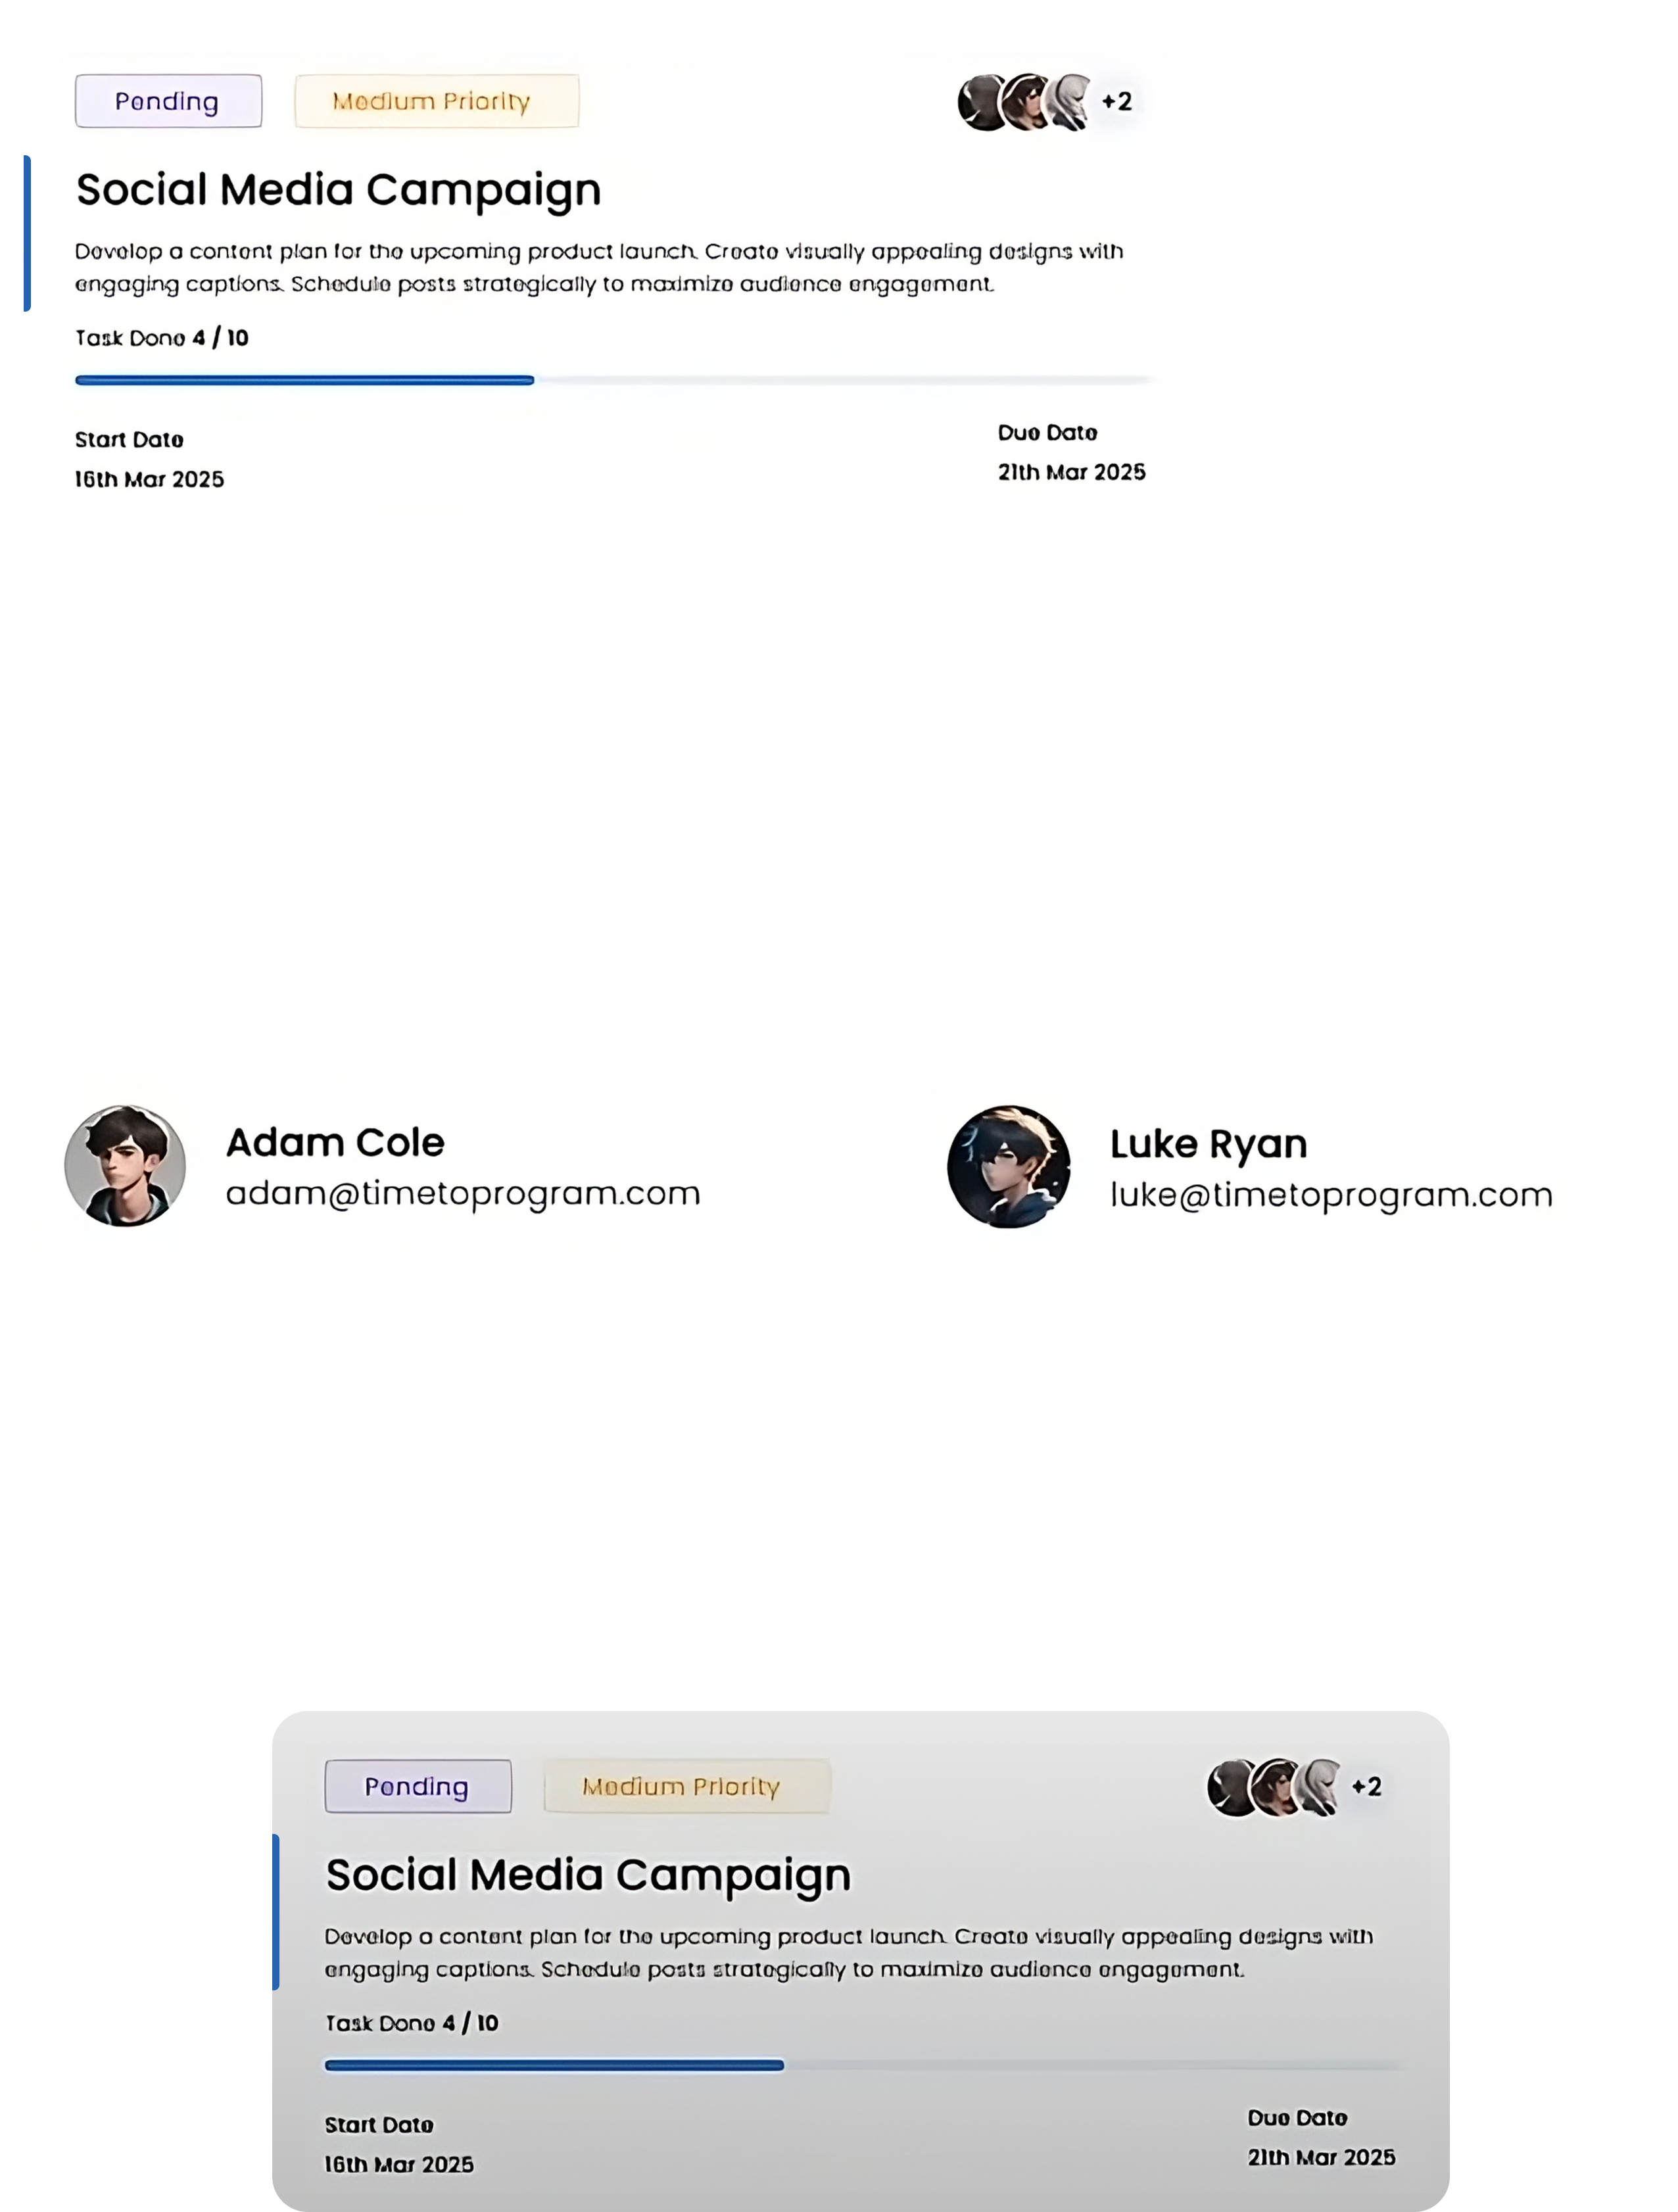 Pending
Medium Priority
+2
Social Media Campaign
Develop a content plan for the upcoming product launch. Create visually appealing designs with
engaging captions. Schedule posts strategically to maximize audience engagement.
Task Done 4 / 10
Start Date
Due Date
16th Mar 2025
21th Mar 2025
Adam Cole
adam@timetoprogram.com
Luke Ryan
luke@timetoprogram.com
Pending
Medium Priority
+2
Social Media Campaign
Develop a content plan for the upcoming product launch. Create visually appealing designs with
engaging captions. Schedule posts strategically to maximize audience engagement.
Task Done 4 / 10
Start Date
Due Date
16th Mar 2025
21th Mar 2025